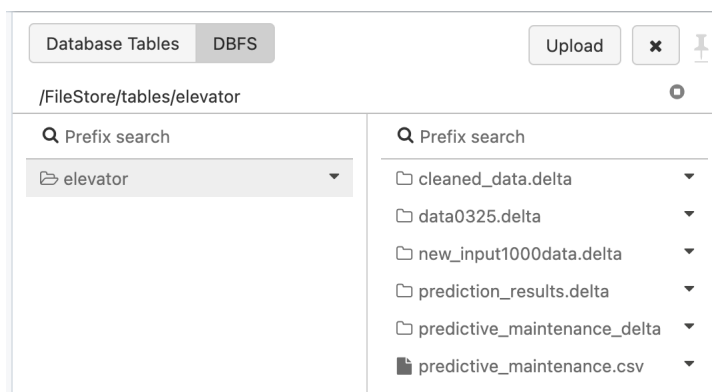 Database Tables DBFS Upload
/FileStore/tables/elevator
Prefix search
elevator
Prefix search
cleaned_data.delta
data0325.delta
new_input1000data.delta
prediction_results.delta
predictive_maintenance_delta
predictive_maintenance.csv